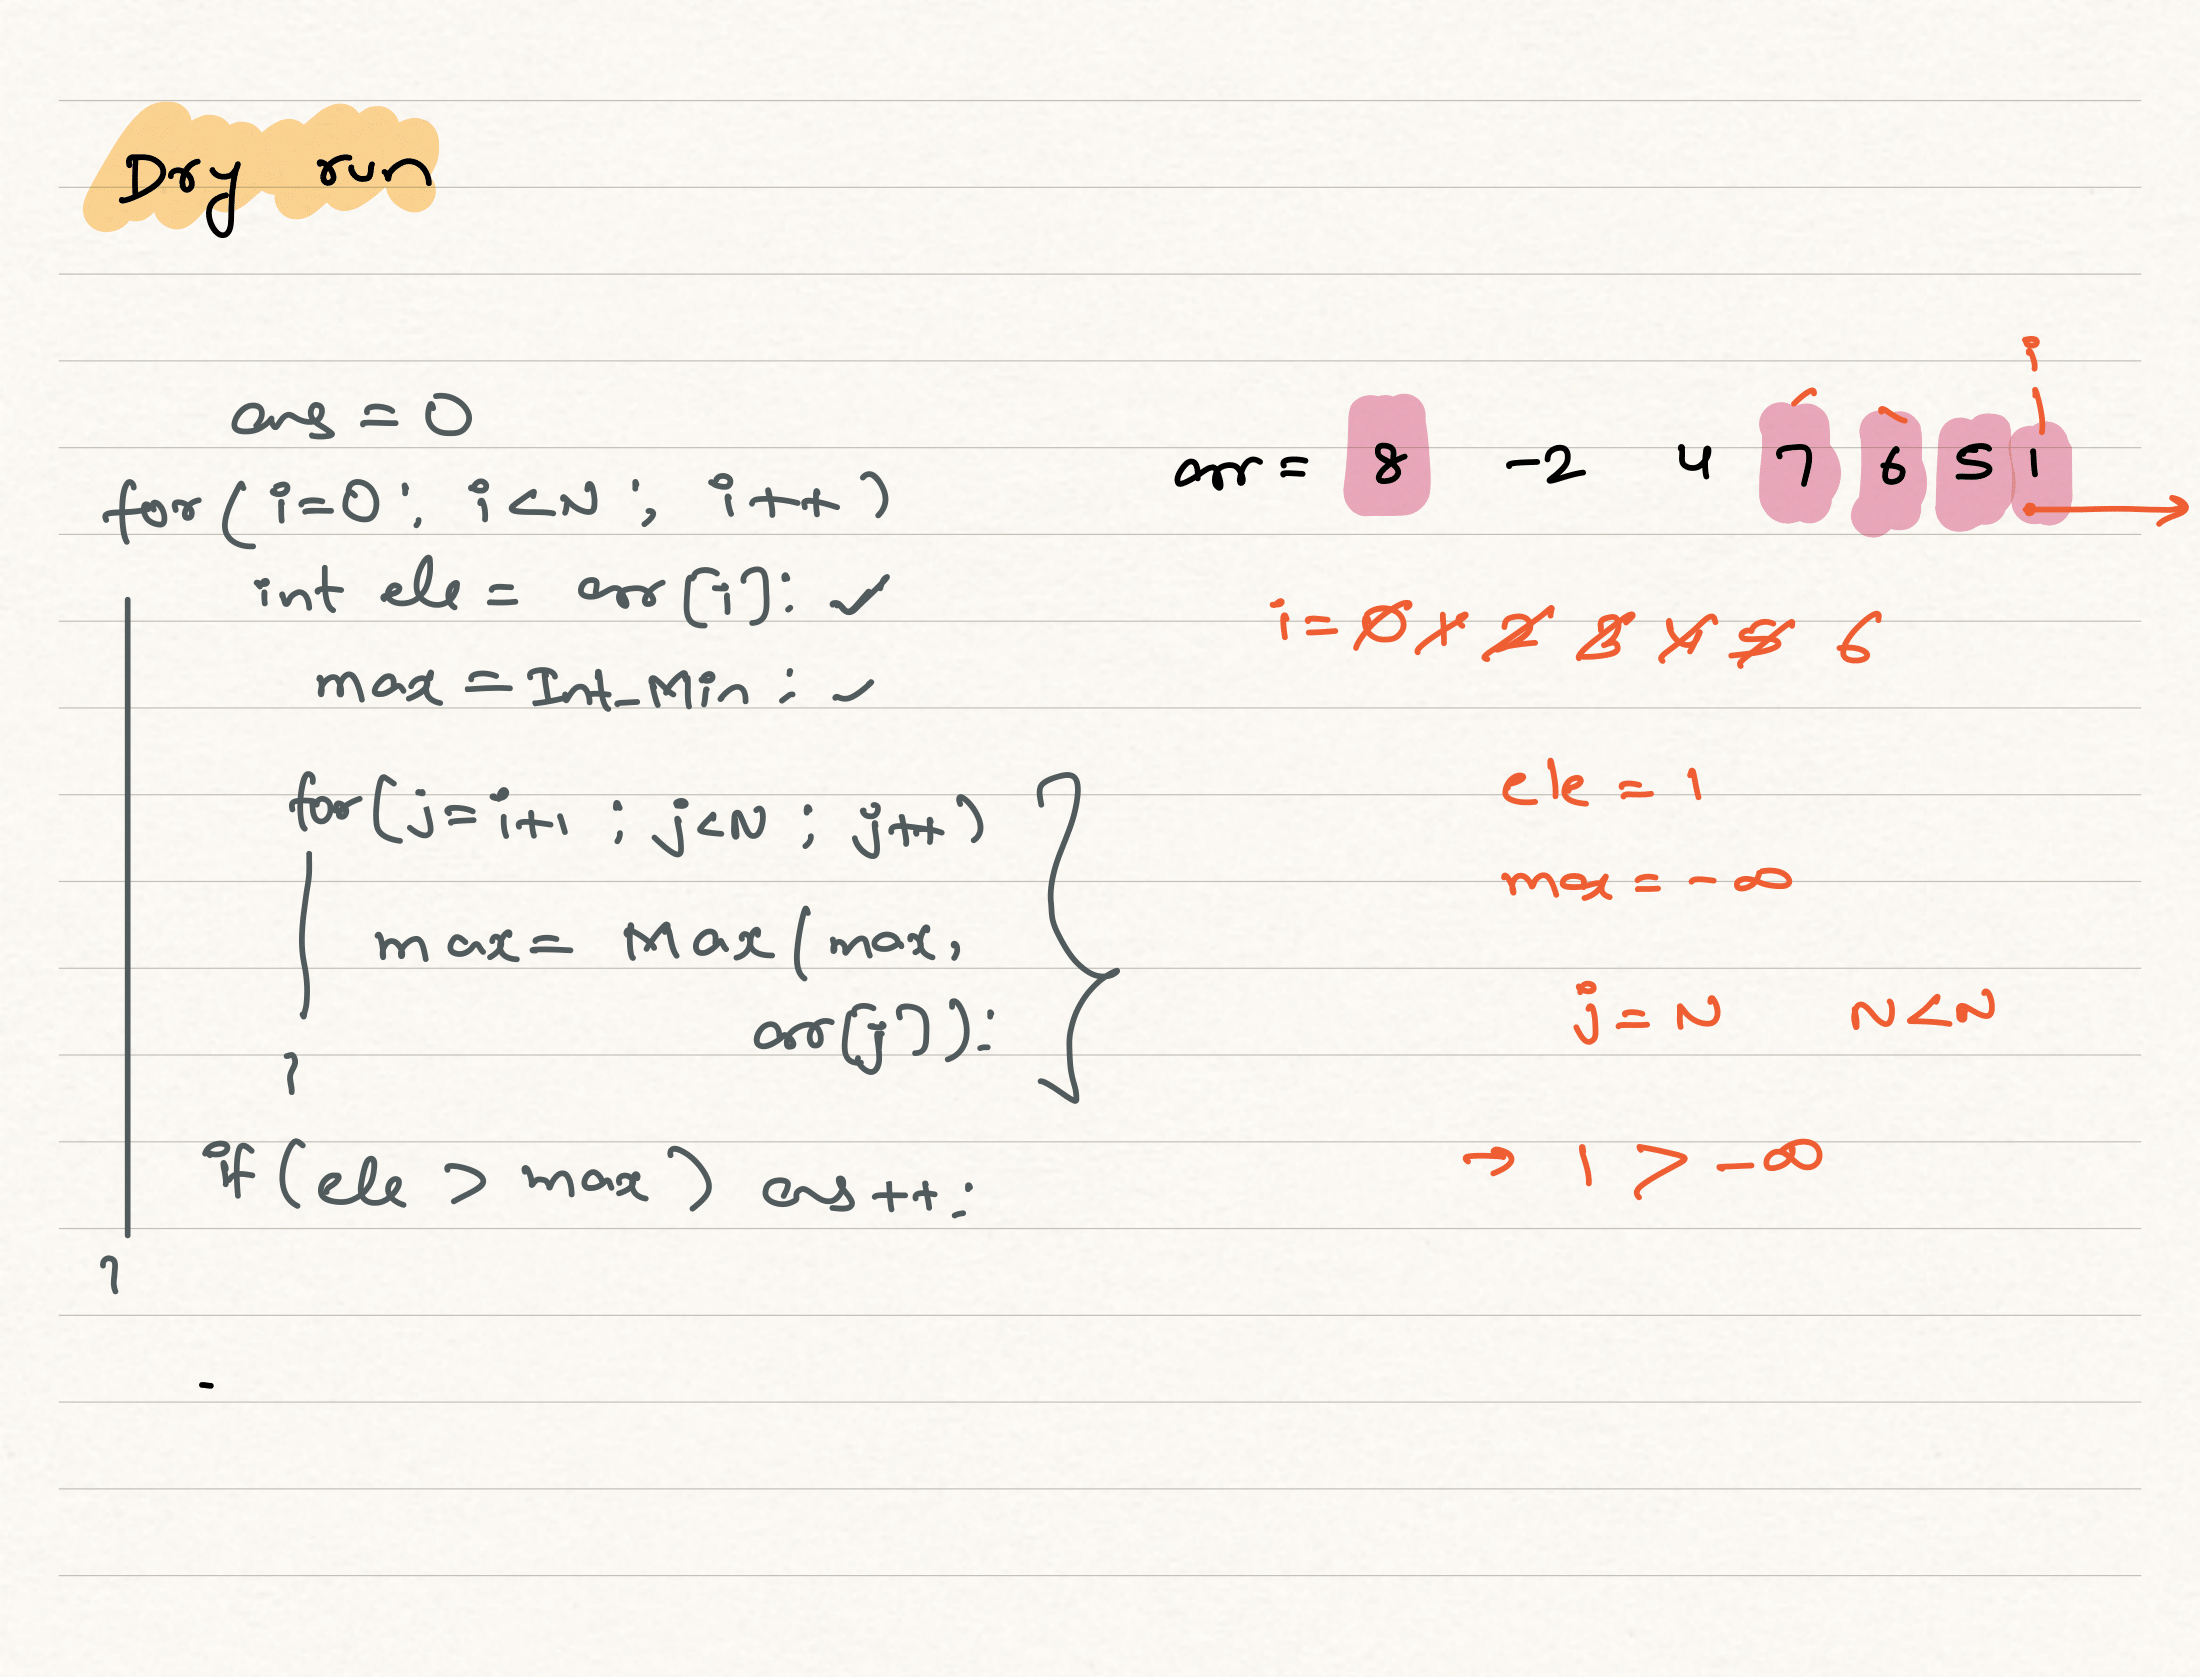 Dry run
ans = 0
for ( i=0 ; i<N ; i++ )
int ele = arr[i];
max = Int_Min ;
for ( j=i+1 ; j<N ; j++ )
max = Max ( max,
arr[j] );
}
if ( ele > max ) ans++;
}
arr = 8 -2 4 7 6 5 1
i
i = 0 1 2 3 4 5 6
ele = 1
max = -∞
j = N N<N
→ 1 > -∞